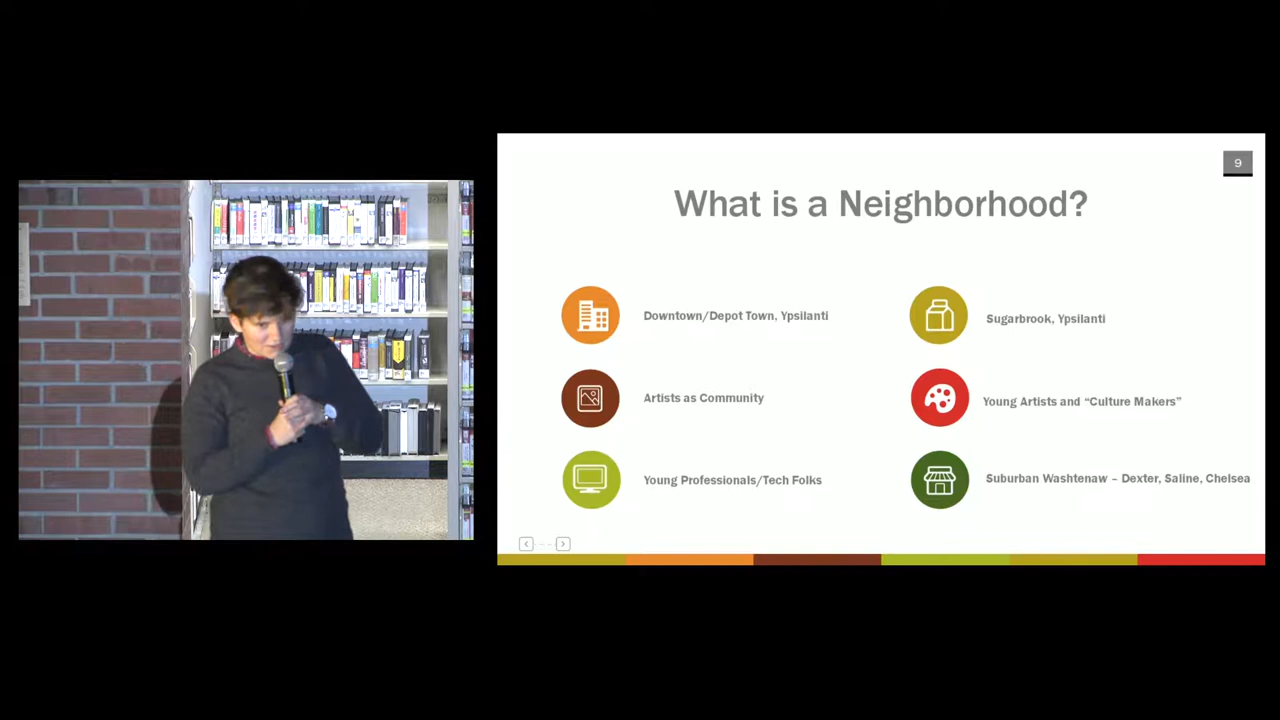 9
What is a Neighborhood?
Downtown/Depot Town, Ypsilanti
Sugarbrook, Ypsilanti
Artists as Community
Young Artists and “Culture Makers”
Young Professionals/Tech Folks
Suburban Washtenaw – Dexter, Saline, Chelsea